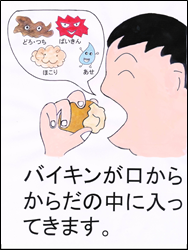 どろ・つち ばいきん
ほこり あせ
バイキンが口から
からだの中に入っ
てきます。